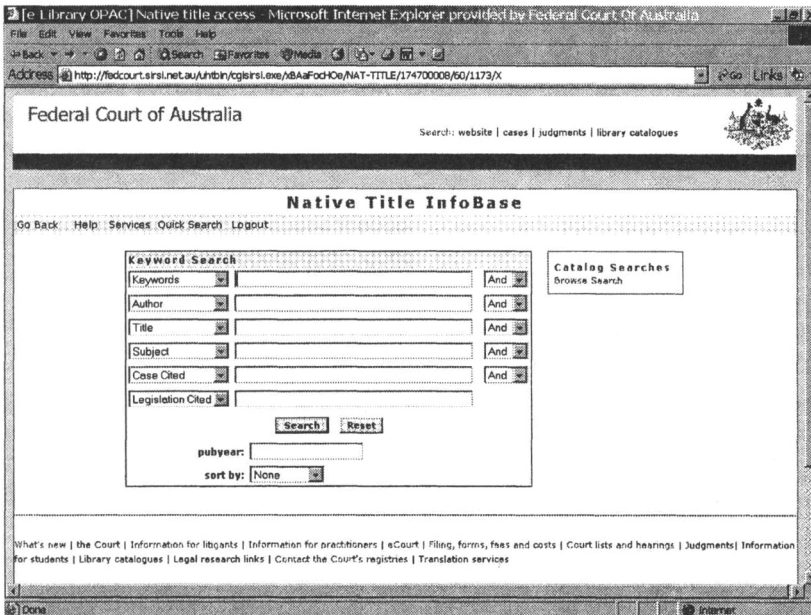 [e Library OPAC] Native title access - Microsoft Internet Explorer provided by Federal Court Of Australia
File Edit View Favorites Tools Help
Back Search Favorites Media
Address http://fedcourt.sirsi.net.au/uhtbin/cgisirsi.exe/xBAaFocHOe/NAT-TITLE/174700008/60/1173/X Go Links
Federal Court of Australia
Search: website | cases | judgments | library catalogues
Native Title InfoBase
Go Back Help Services Quick Search Logout
Keyword Search
Catalog Searches
Keywords And
Browse Search
Author And
Title And
Subject And
Case Cited And
Legislation Cited
Search Reset
pubyear:
sort by: None
What's new | the Court | Information for litigants | Information for practitioners | eCourt | Filing, forms, fees and costs | Court lists and hearings | Judgments| Information
for students | Library catalogues | Legal research links | Contact the Court's registries | Translation services
Done Internet